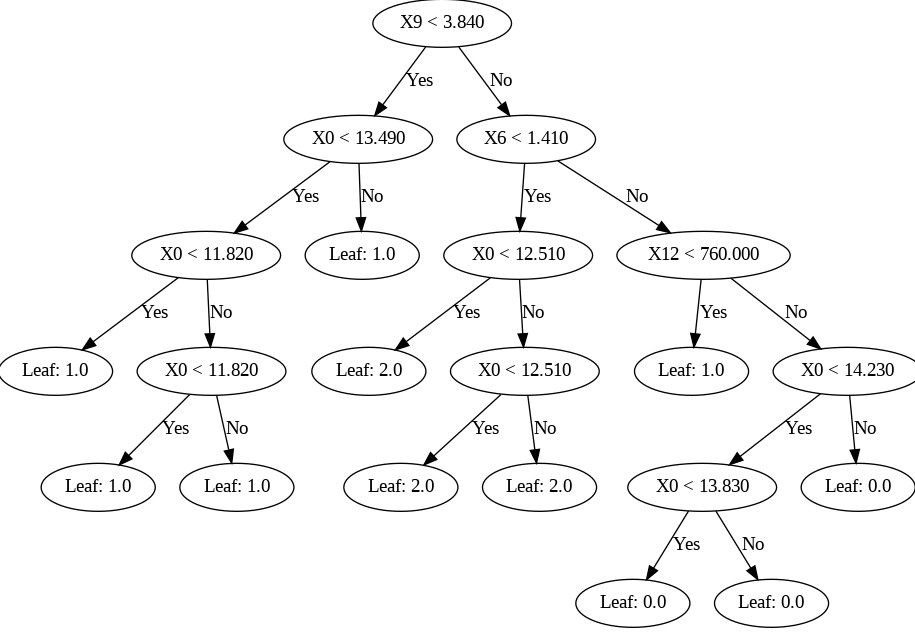 X9 < 3.840
Yes
No
X0 < 13.490
X6 < 1.410
Yes
No
Yes
No
X0 < 11.820
Leaf: 1.0
X0 < 12.510
X12 < 760.000
Yes
No
Yes
No
Yes
No
Leaf: 1.0
X0 < 11.820
Leaf: 2.0
X0 < 12.510
Leaf: 1.0
X0 < 14.230
Yes
No
Yes
No
Yes
No
Leaf: 1.0
Leaf: 1.0
Leaf: 2.0
Leaf: 2.0
X0 < 13.830
Leaf: 0.0
Yes
No
Leaf: 0.0
Leaf: 0.0